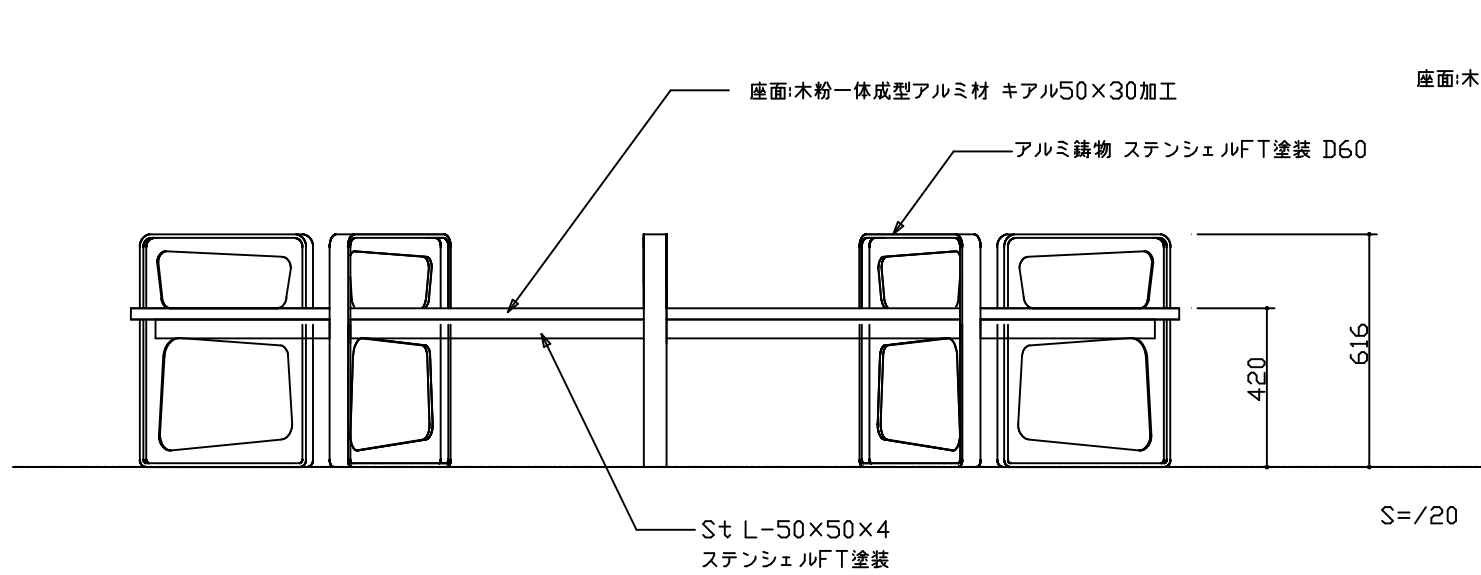 座面:木
座面:木粉一体成型アルミ材 キアル50×30加工
アルミ鋳物 ステンシェルFT塗装 D60
616
420
S=/20
St L-50×50×4
ステンシェルFT塗装